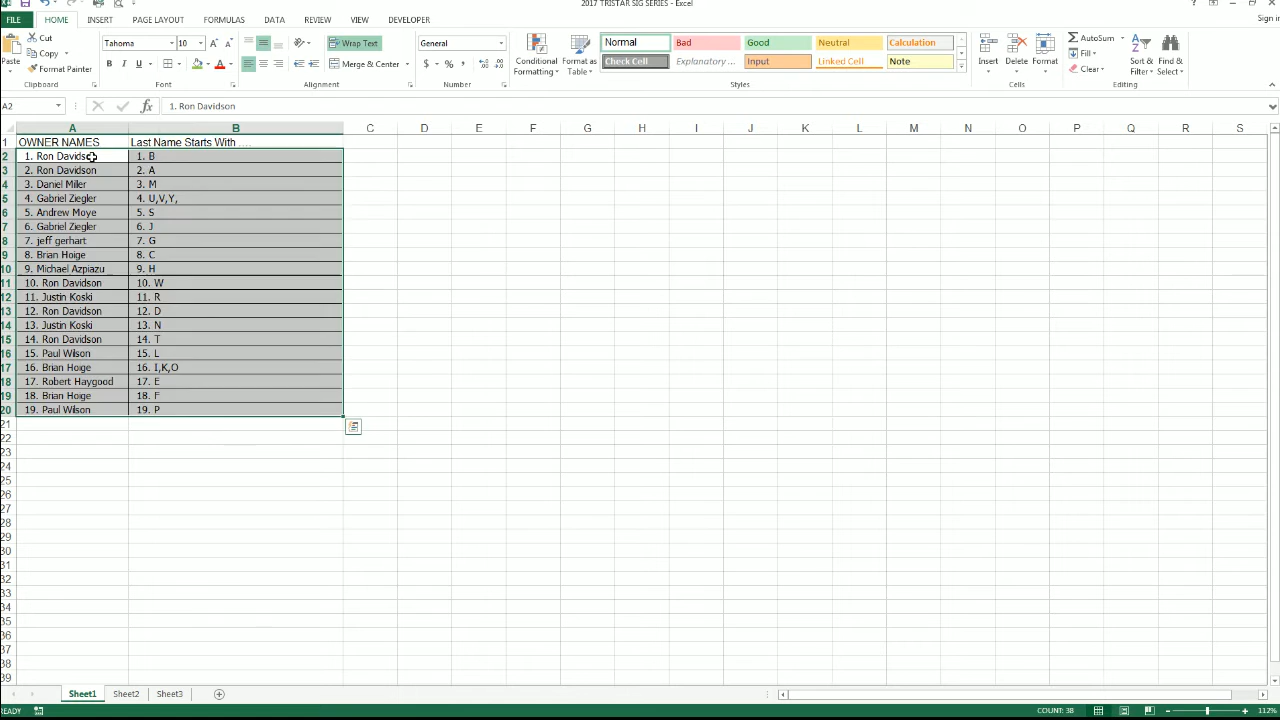 2017 TRISTAR SIG SERIES - Excel
Sign in
FILE HOME INSERT PAGE LAYOUT FORMULAS DATA REVIEW VIEW DEVELOPER
Paste Cut Copy Format Painter Clipboard
Tahoma 10 B I U Font
Wrap Text Merge & Center Alignment
General $ % , Number
Conditional Formatting Format as Table
Normal Bad Good Neutral Calculation
Check Cell Explanatory ... Input Linked Cell Note
Styles
Insert Delete Format Cells
AutoSum Fill Clear Sort & Filter Find & Select Editing
A2 fx 1. Ron Davidson
A B C D E F G H I J K L M N O P Q R S
1 OWNER NAMES Last Name Starts With ....
2 1. Ron Davidson 1. B
3 2. Ron Davidson 2. A
4 3. Daniel Miler 3. M
5 4. Gabriel Ziegler 4. U,V,Y,
6 5. Andrew Moye 5. S
7 6. Gabriel Ziegler 6. J
8 7. jeff gerhart 7. G
9 8. Brian Hoige 8. C
10 9. Michael Azpiazu 9. H
11 10. Ron Davidson 10. W
12 11. Justin Koski 11. R
13 12. Ron Davidson 12. D
14 13. Justin Koski 13. N
15 14. Ron Davidson 14. T
16 15. Paul Wilson 15. L
17 16. Brian Hoige 16. I,K,O
18 17. Robert Haygood 17. E
19 18. Brian Hoige 18. F
20 19. Paul Wilson 19. P
21
22
23
24
25
26
27
28
29
30
31
32
33
34
35
36
37
38
39
Sheet1 Sheet2 Sheet3
READY COUNT: 38 112%